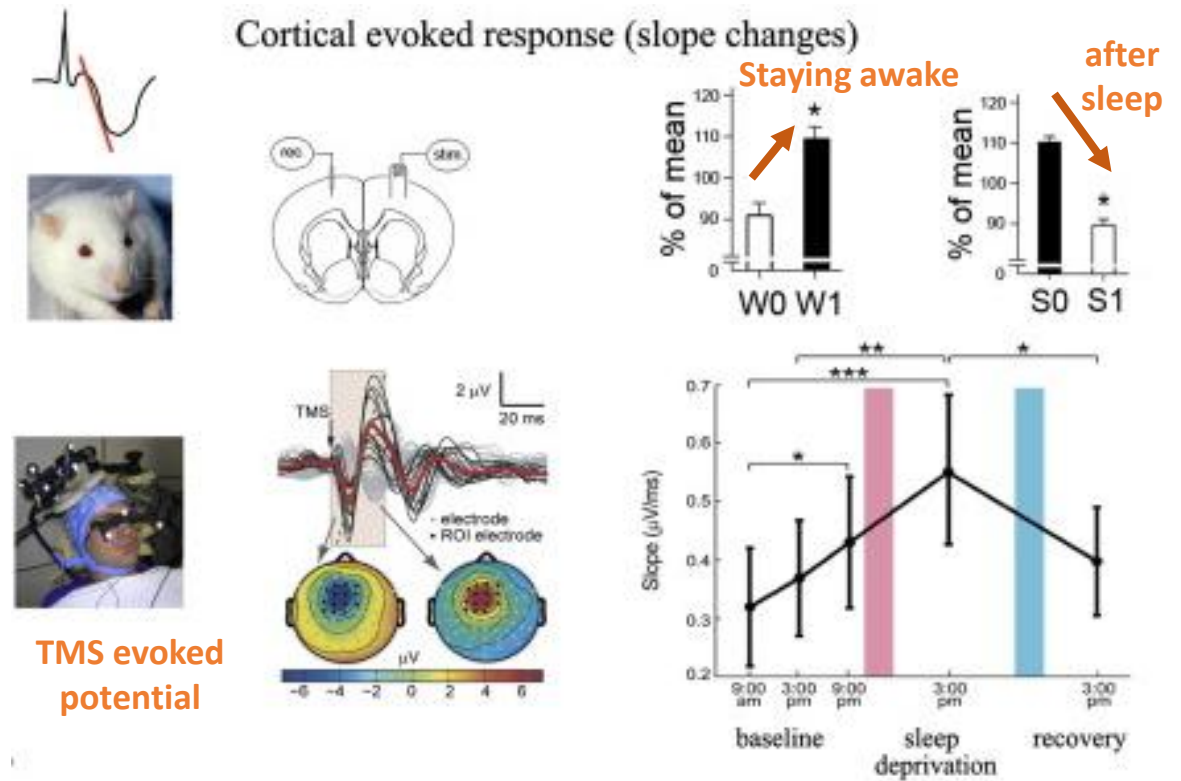 Cortical evoked response (slope changes)
Staying awake
after
sleep
rec.
stim.
% of mean
120
110
100
90
0
*
W0 W1
% of mean
120
110
100
90
0
*
S0 S1
TMS
2 µV
20 ms
- electrode
• ROI electrode
µV
−6 −4 −2 0 2 4 6
TMS evoked
potential
** *
***
*
Slope (µV/ms)
0.7
0.6
0.5
0.4
0.3
0.2
9:00 3:00 9:00 3:00 3:00
am pm pm pm pm
baseline sleep recovery
deprivation